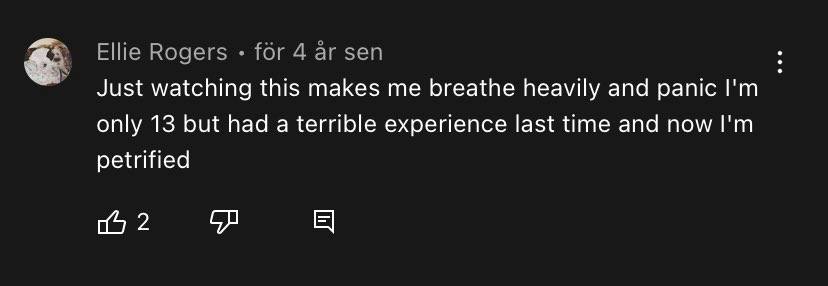 Ellie Rogers • för 4 år sen
Just watching this makes me breathe heavily and panic I'm
only 13 but had a terrible experience last time and now I'm
petrified
2